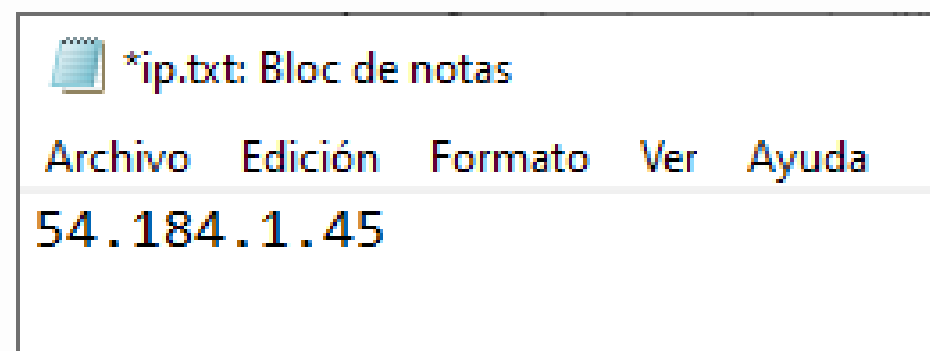 *ip.txt: Bloc de notas
Archivo Edición Formato Ver Ayuda
54.184.1.45